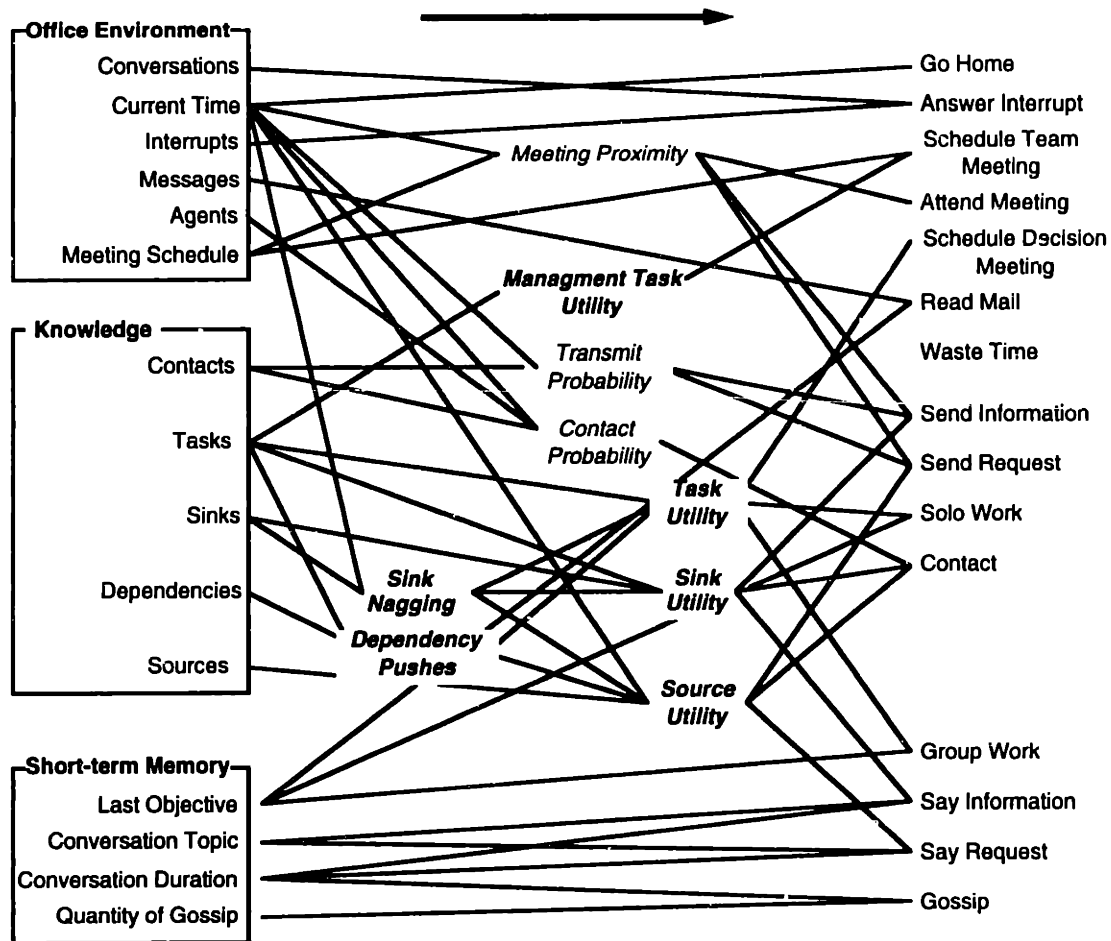 Office Environment
Conversations
Current Time
Interrupts
Messages
Agents
Meeting Schedule
Knowledge
Contacts
Tasks
Sinks
Dependencies
Sources
Short-term Memory
Last Objective
Conversation Topic
Conversation Duration
Quantity of Gossip
Meeting Proximity
Managment Task
Utility
Transmit
Probability
Contact
Probability
Task
Utility
Sink
Nagging
Sink
Utility
Dependency
Pushes
Source
Utility
Go Home
Answer Interrupt
Schedule Team
Meeting
Attend Meeting
Schedule Decision
Meeting
Read Mail
Waste Time
Send Information
Send Request
Solo Work
Contact
Group Work
Say Information
Say Request
Gossip